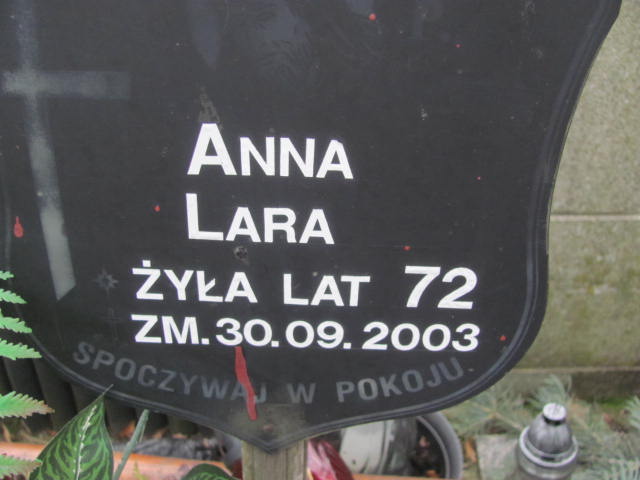 ANNA
LARA
ŻYŁA LAT 72
ZM. 30.09.2003
SPOCZYWAJ W POKOJU.